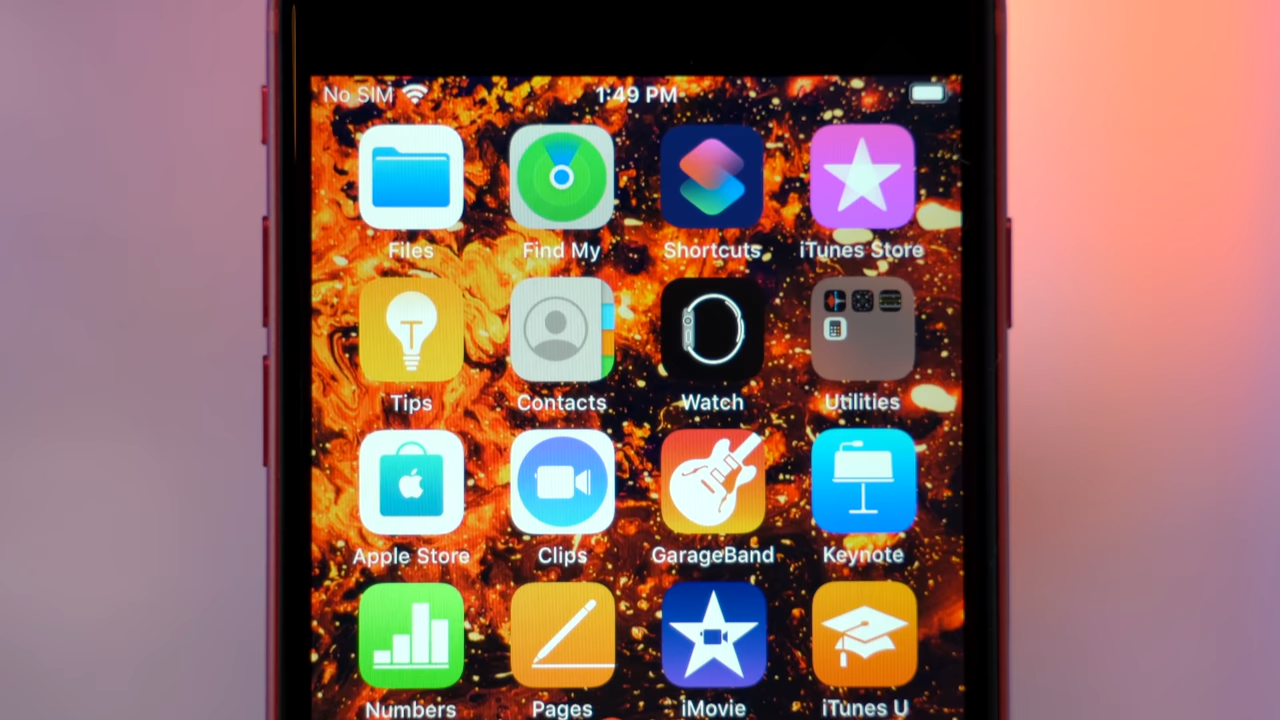 No SIM 1:49 PM
Files Find My Shortcuts iTunes Store
Tips Contacts Watch Utilities
Apple Store Clips GarageBand Keynote
Numbers Pages iMovie iTunes U